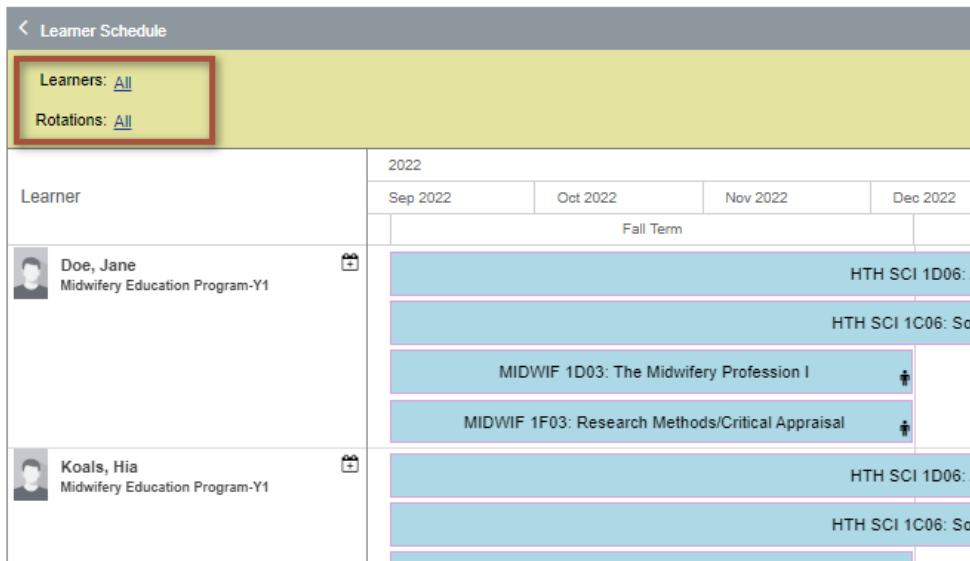 Learner Schedule
Learners: All
Rotations: All
Learner
2022
Sep 2022 Oct 2022 Nov 2022 Dec 2022
Fall Term
Doe, Jane
Midwifery Education Program-Y1
HTH SCI 1D06:
HTH SCI 1C06:
MIDWIF 1D03: The Midwifery Profession I
MIDWIF 1F03: Research Methods/Critical Appraisal
Koals, Hia
Midwifery Education Program-Y1
HTH SCI 1D06:
HTH SCI 1C06: